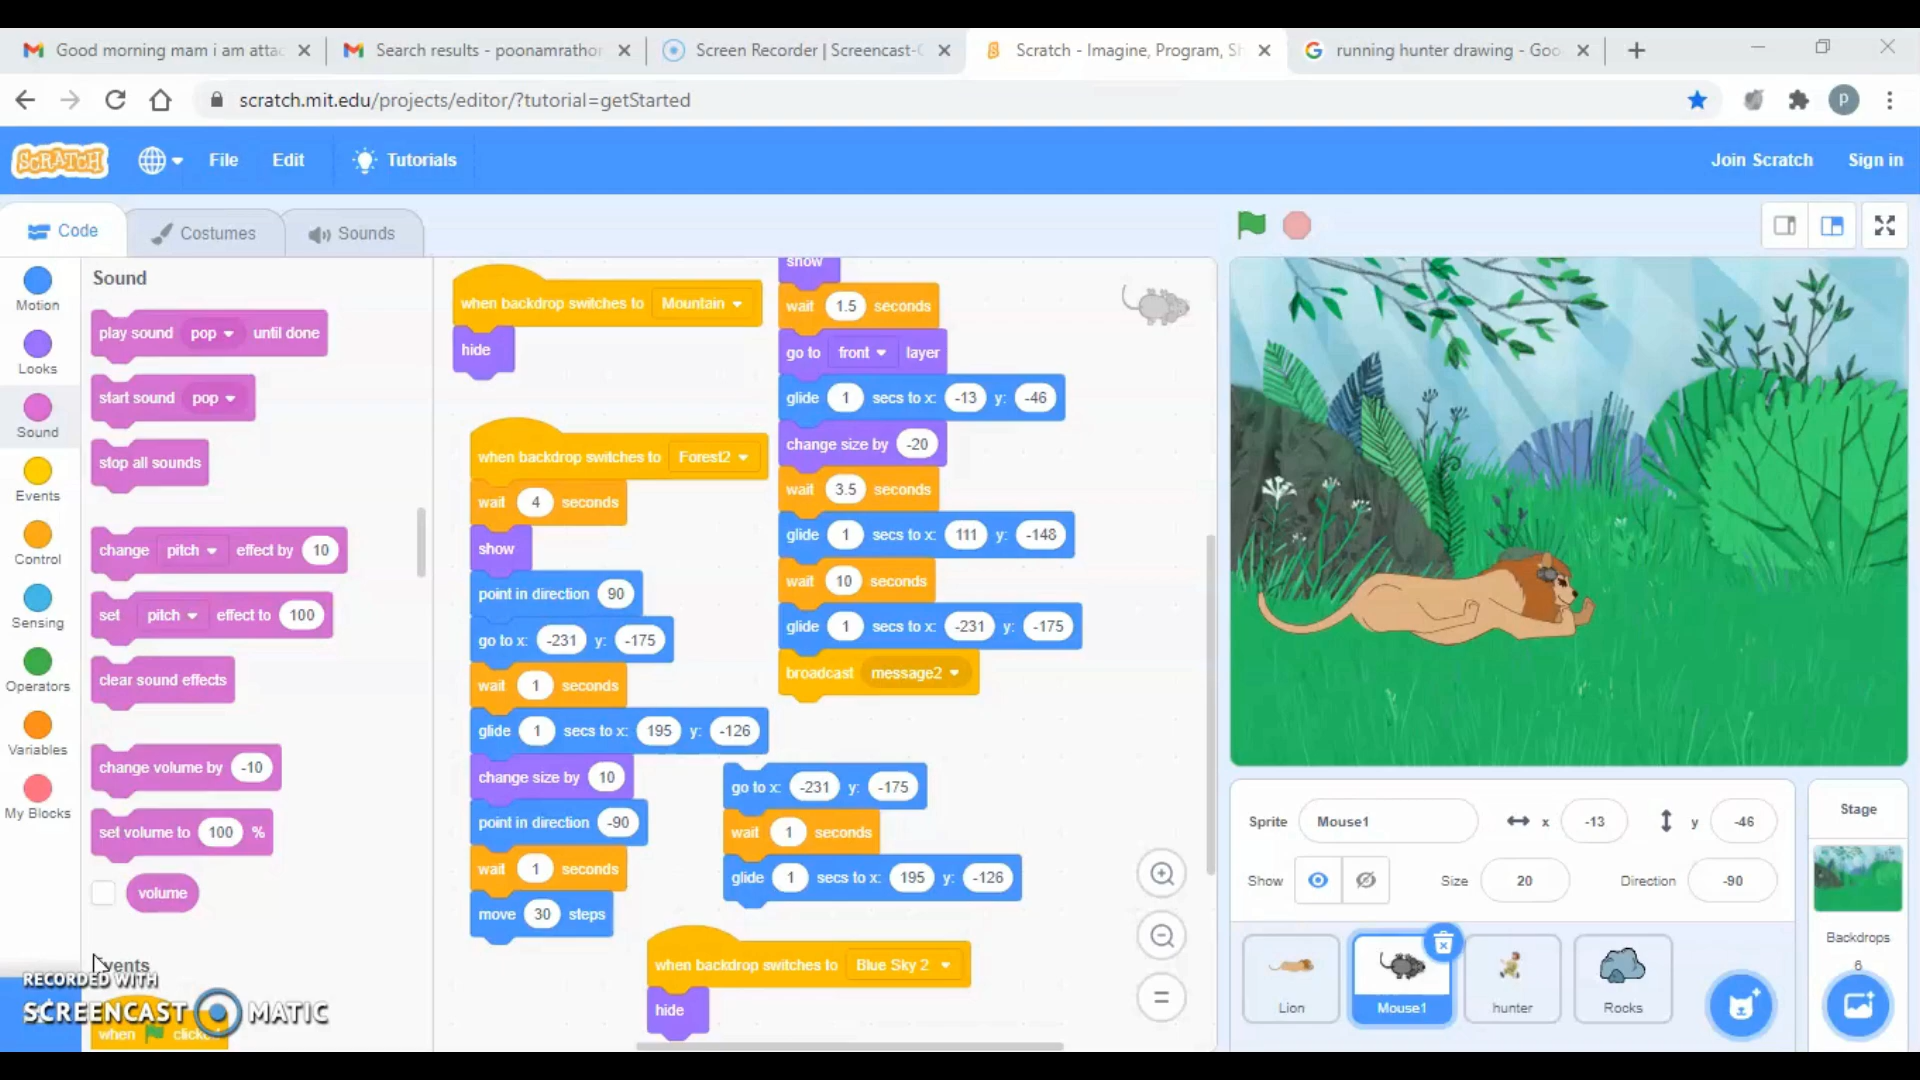 Good morning mam i am attac
Search results - poonamrathor
Screen Recorder | Screencast-O
Scratch - Imagine, Program, Sh
running hunter drawing - Goo
scratch.mit.edu/projects/editor/?tutorial=getStarted
P
SCRATCH
File
Edit
Tutorials
Join Scratch
Sign in
Code
Costumes
Sounds
Motion
Looks
Sound
Events
Control
Sensing
Operators
Variables
My Blocks
Sound
play sound pop until done
start sound pop
stop all sounds
change pitch effect by 10
set pitch effect to 100
clear sound effects
change volume by -10
set volume to 100 %
volume
Events
when clicked
RECORDED WITH
SCREENCAST MATIC
when backdrop switches to Mountain
hide
when backdrop switches to Forest2
wait 4 seconds
show
point in direction 90
go to x: -231 y: -175
wait 1 seconds
glide 1 secs to x: 195 y: -126
change size by 10
point in direction -90
wait 1 seconds
move 30 steps
show
wait 1.5 seconds
go to front layer
glide 1 secs to x: -13 y: -46
change size by -20
wait 3.5 seconds
glide 1 secs to x: 111 y: -148
wait 10 seconds
glide 1 secs to x: -231 y: -175
broadcast message2
go to x: -231 y: -175
wait 1 seconds
glide 1 secs to x: 195 y: -126
when backdrop switches to Blue Sky 2
hide
Sprite Mouse1 x -13 y -46
Show Size 20 Direction -90
Lion
Mouse1
hunter
Rocks
Stage
Backdrops
6